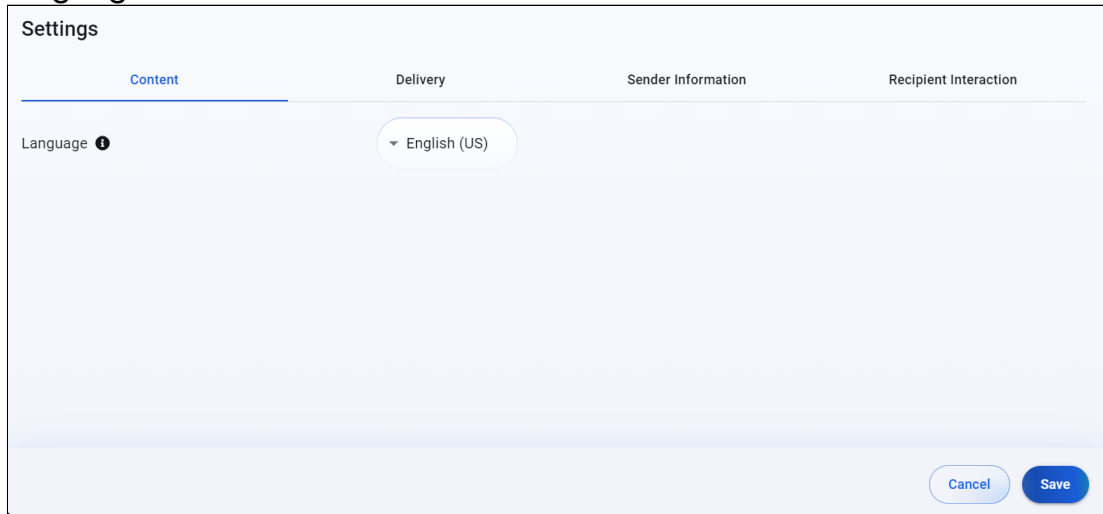 Settings
Content Delivery Sender Information Recipient Interaction
Language
English (US)
Cancel Save